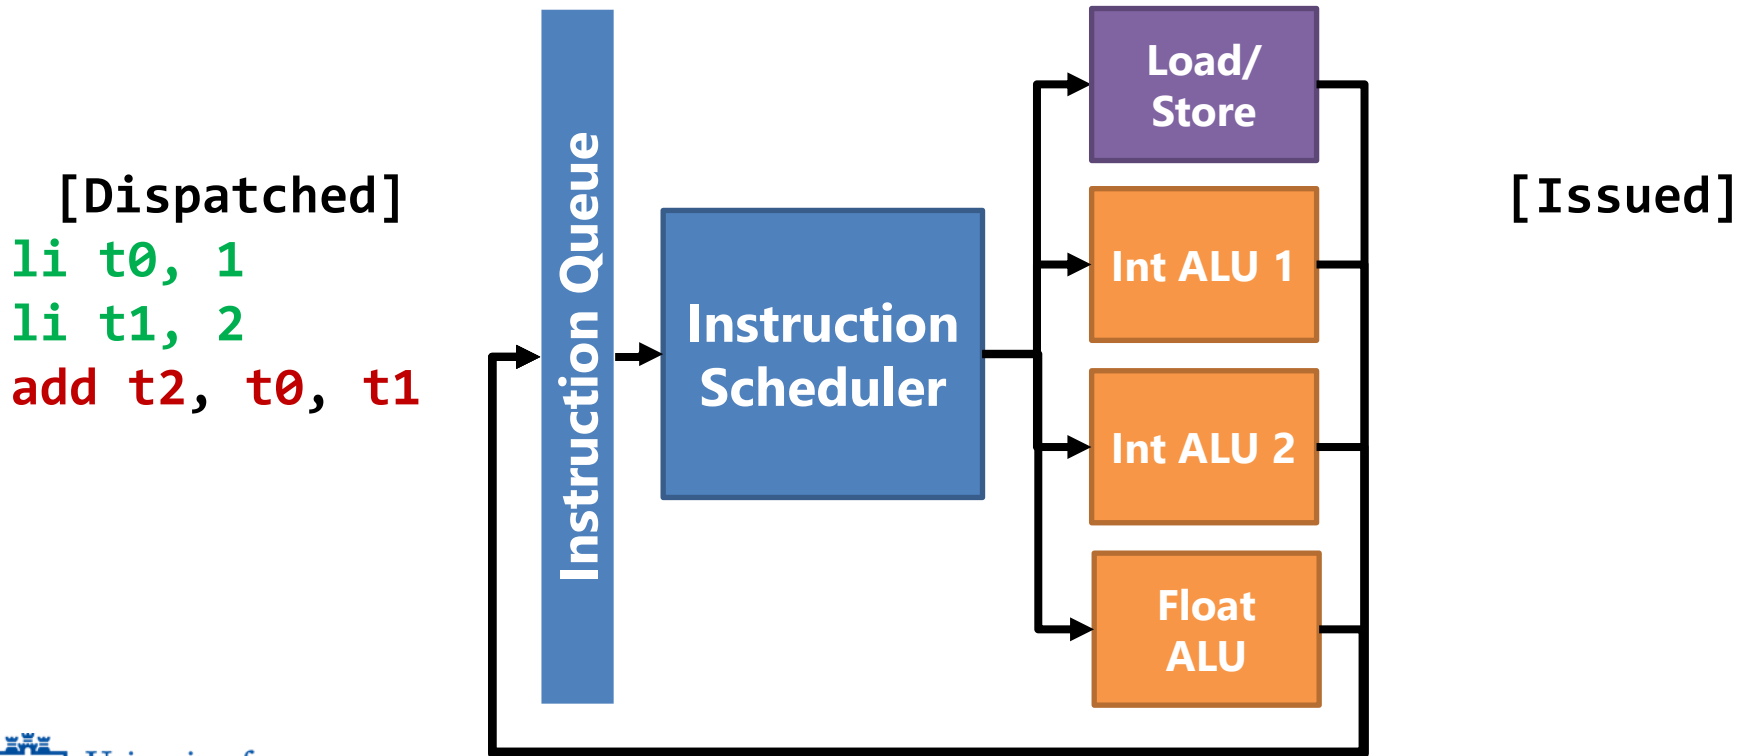 [Dispatched]
li t0, 1
li t1, 2
add t2, t0, t1
Instruction Queue
Instruction
Scheduler
Load/
Store
Int ALU 1
Int ALU 2
Float
ALU
[Issued]